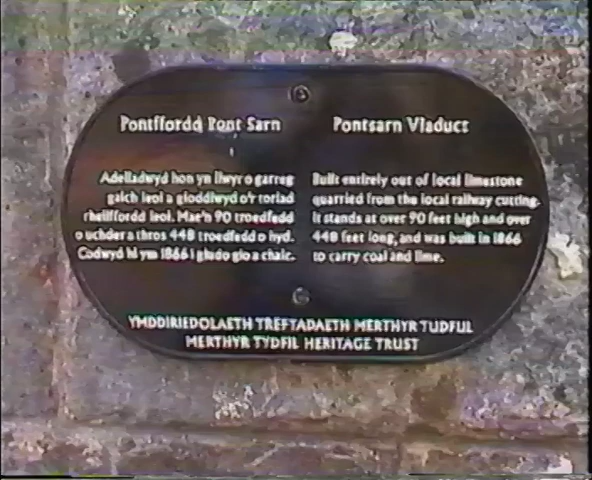 Pontffordd Pont Sarn
Adeiladwyd hon yn llwyr o garreg
galch leol a gloddiwyd o'r toriad
rheilffordd leol. Mae'n 90 troedfedd
o uchder a thros 448 troedfedd o hyd.
Codwyd hi ym 1866 i gludo glo a chalc.
Pontsarn Viaduct
Built entirely out of local limestone
quarried from the local railway cutting.
It stands at over 90 feet high and over
448 feet long, and was built in 1866
to carry coal and lime.
YMDDIRIEDOLAETH TREFTADAETH MERTHYR TUDFUL
MERTHYR TYDFIL HERITAGE TRUST